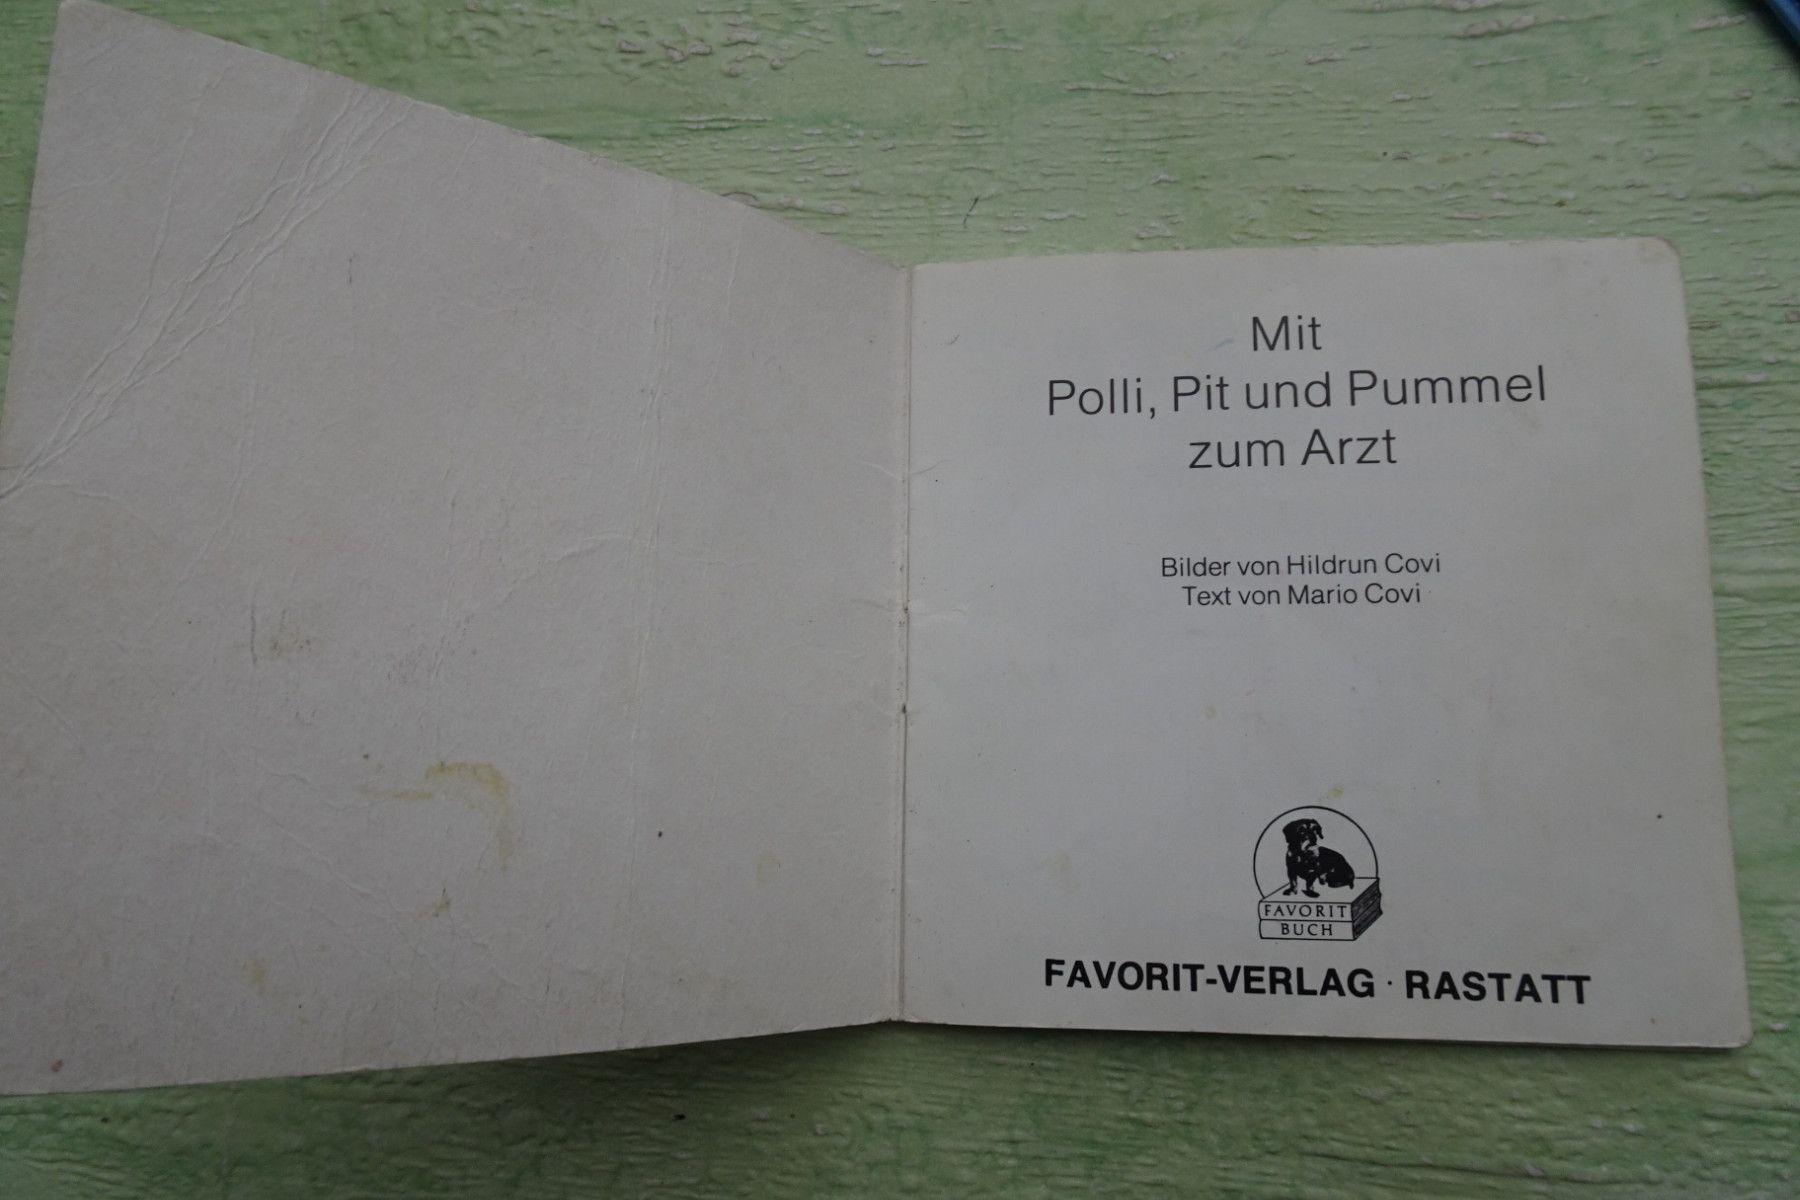 Mit
Polli, Pit und Pummel
zum Arzt
Bilder von Hildrun Covi
Text von Mario Covi
FAVORIT
BUCH
FAVORIT-VERLAG · RASTATT